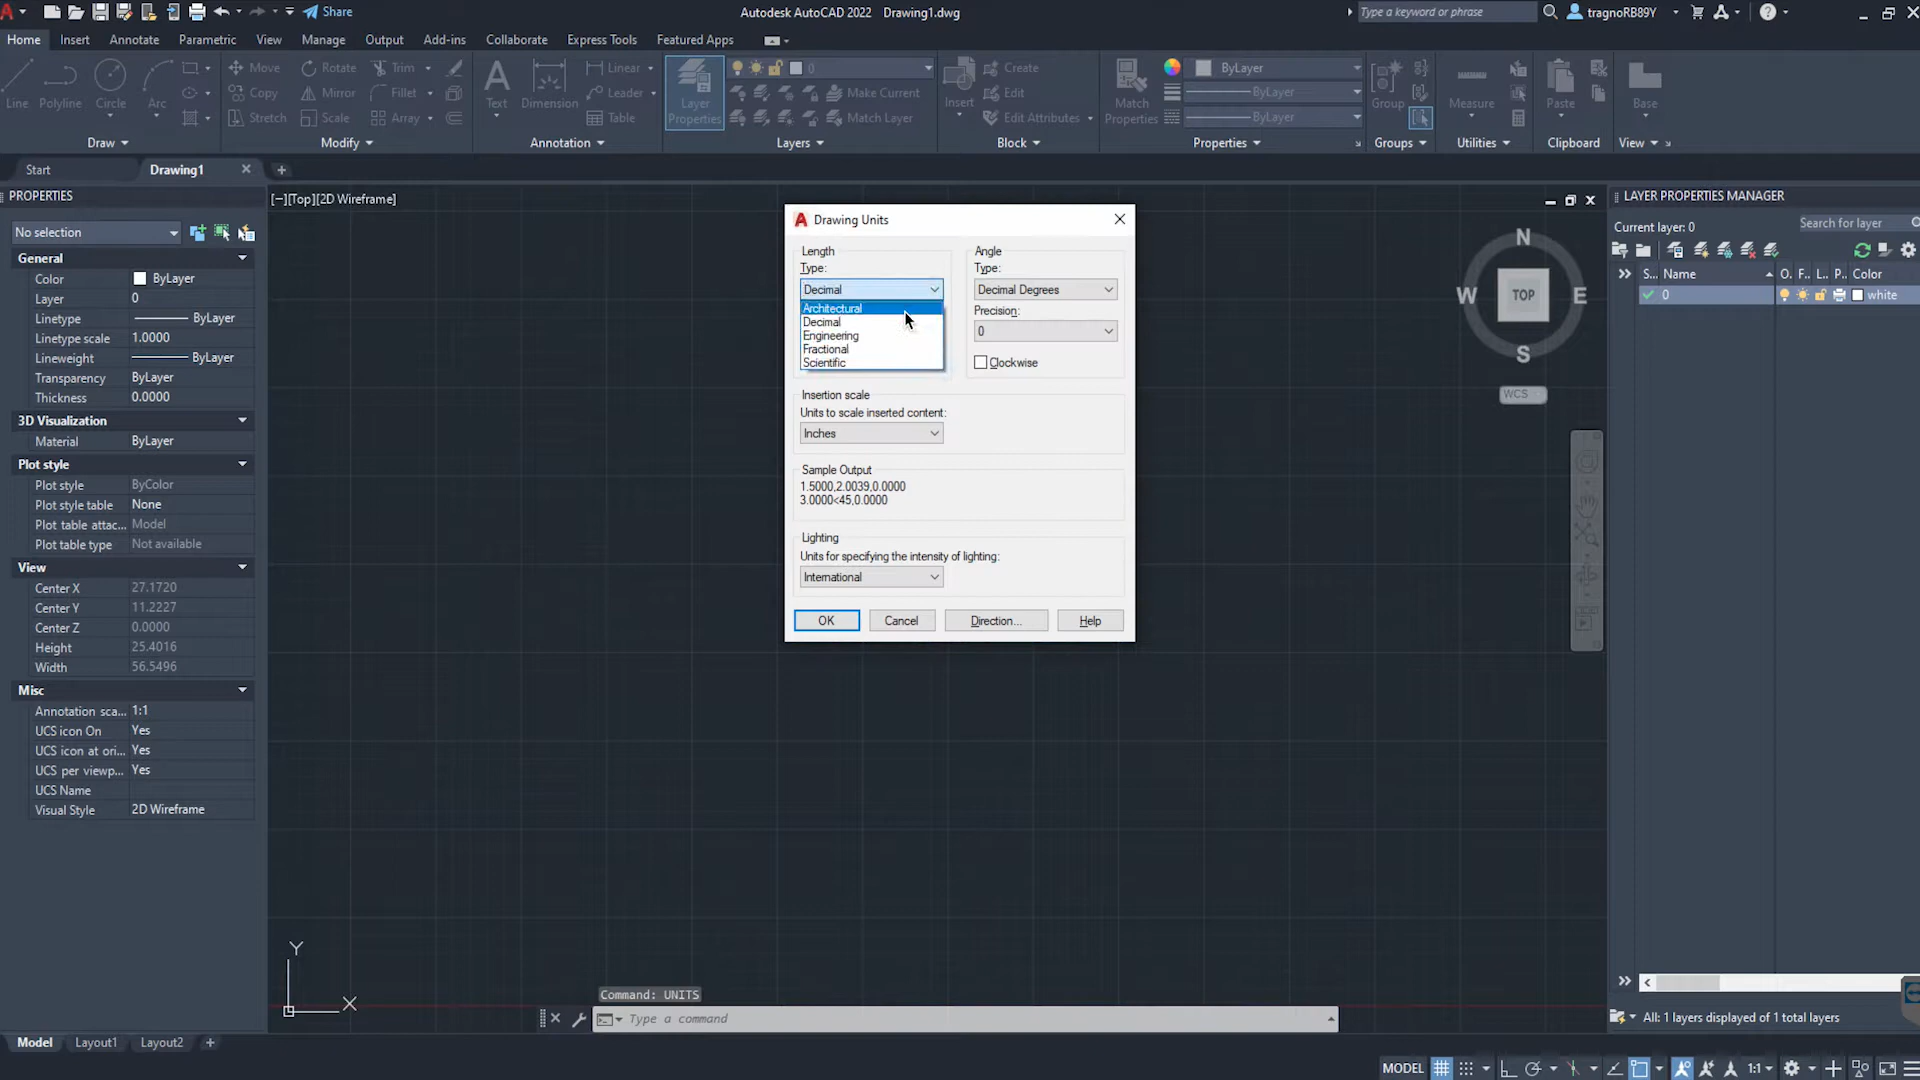 Share
Autodesk AutoCAD 2022 Drawing1.dwg
Type a keyword or phrase
tragnoRB89Y
Home Insert Annotate Parametric View Manage Output Add-ins Collaborate Express Tools Featured Apps
Line
Polyline
Circle
Arc
Draw
Move Rotate Trim
Copy Mirror Fillet
Stretch Scale Array
Modify
Text
Dimension
Linear
Leader
Table
Annotation
Layer
Properties
0
Make Current
Match Layer
Layers
Insert
Create
Edit
Edit Attributes
Block
Match
Properties
ByLayer
ByLayer
ByLayer
Properties
Group
Groups
Measure
Utilities
Paste
Clipboard
Base
View
Start
Drawing1
PROPERTIES
No selection
General
Color ByLayer
Layer 0
Linetype ByLayer
Linetype scale 1.0000
Lineweight ByLayer
Transparency ByLayer
Thickness 0.0000
3D Visualization
Material ByLayer
Plot style
Plot style ByColor
Plot style table None
Plot table attac... Model
Plot table type Not available
View
Center X 27.1720
Center Y 11.2227
Center Z 0.0000
Height 25.4016
Width 56.5496
Misc
Annotation sca... 1:1
UCS icon On Yes
UCS icon at ori... Yes
UCS per viewp... Yes
UCS Name
Visual Style 2D Wireframe
[−][Top][2D Wireframe]
Drawing Units
Length
Type:
Decimal
Architectural
Decimal
Engineering
Fractional
Scientific
Angle
Type:
Decimal Degrees
Precision:
0
Clockwise
Insertion scale
Units to scale inserted content:
Inches
Sample Output
1.5000,2.0039,0.0000
3.0000<45,0.0000
Lighting
Units for specifying the intensity of lighting:
International
OK Cancel Direction... Help
N
W TOP E
S
WCS
LAYER PROPERTIES MANAGER
Current layer: 0
Search for layer
S... Name O. F.. L.. P.. Color
0 white
All: 1 layers displayed of 1 total layers
Y
X
Command: UNITS
Type a command
Model Layout1 Layout2
MODEL
1:1